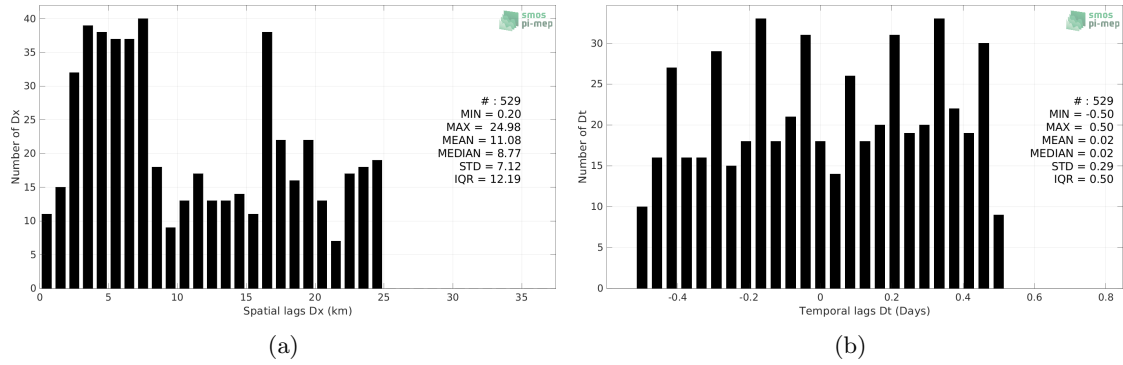 smos
pi-mep
40
35
30
25
20
15
10
5
0
Number of Dx
# : 529
MIN = 0.20
MAX = 24.98
MEAN = 11.08
MEDIAN = 8.77
STD = 7.12
IQR = 12.19
0 5 10 15 20 25 30 35
Spatial lags Dx (km)
(a)
smos
pi-mep
30
25
20
15
10
5
0
Number of Dt
# : 529
MIN = -0.50
MAX = 0.50
MEAN = 0.02
MEDIAN = 0.02
STD = 0.29
IQR = 0.50
-0.4 -0.2 0 0.2 0.4 0.6 0.8
Temporal lags Dt (Days)
(b)